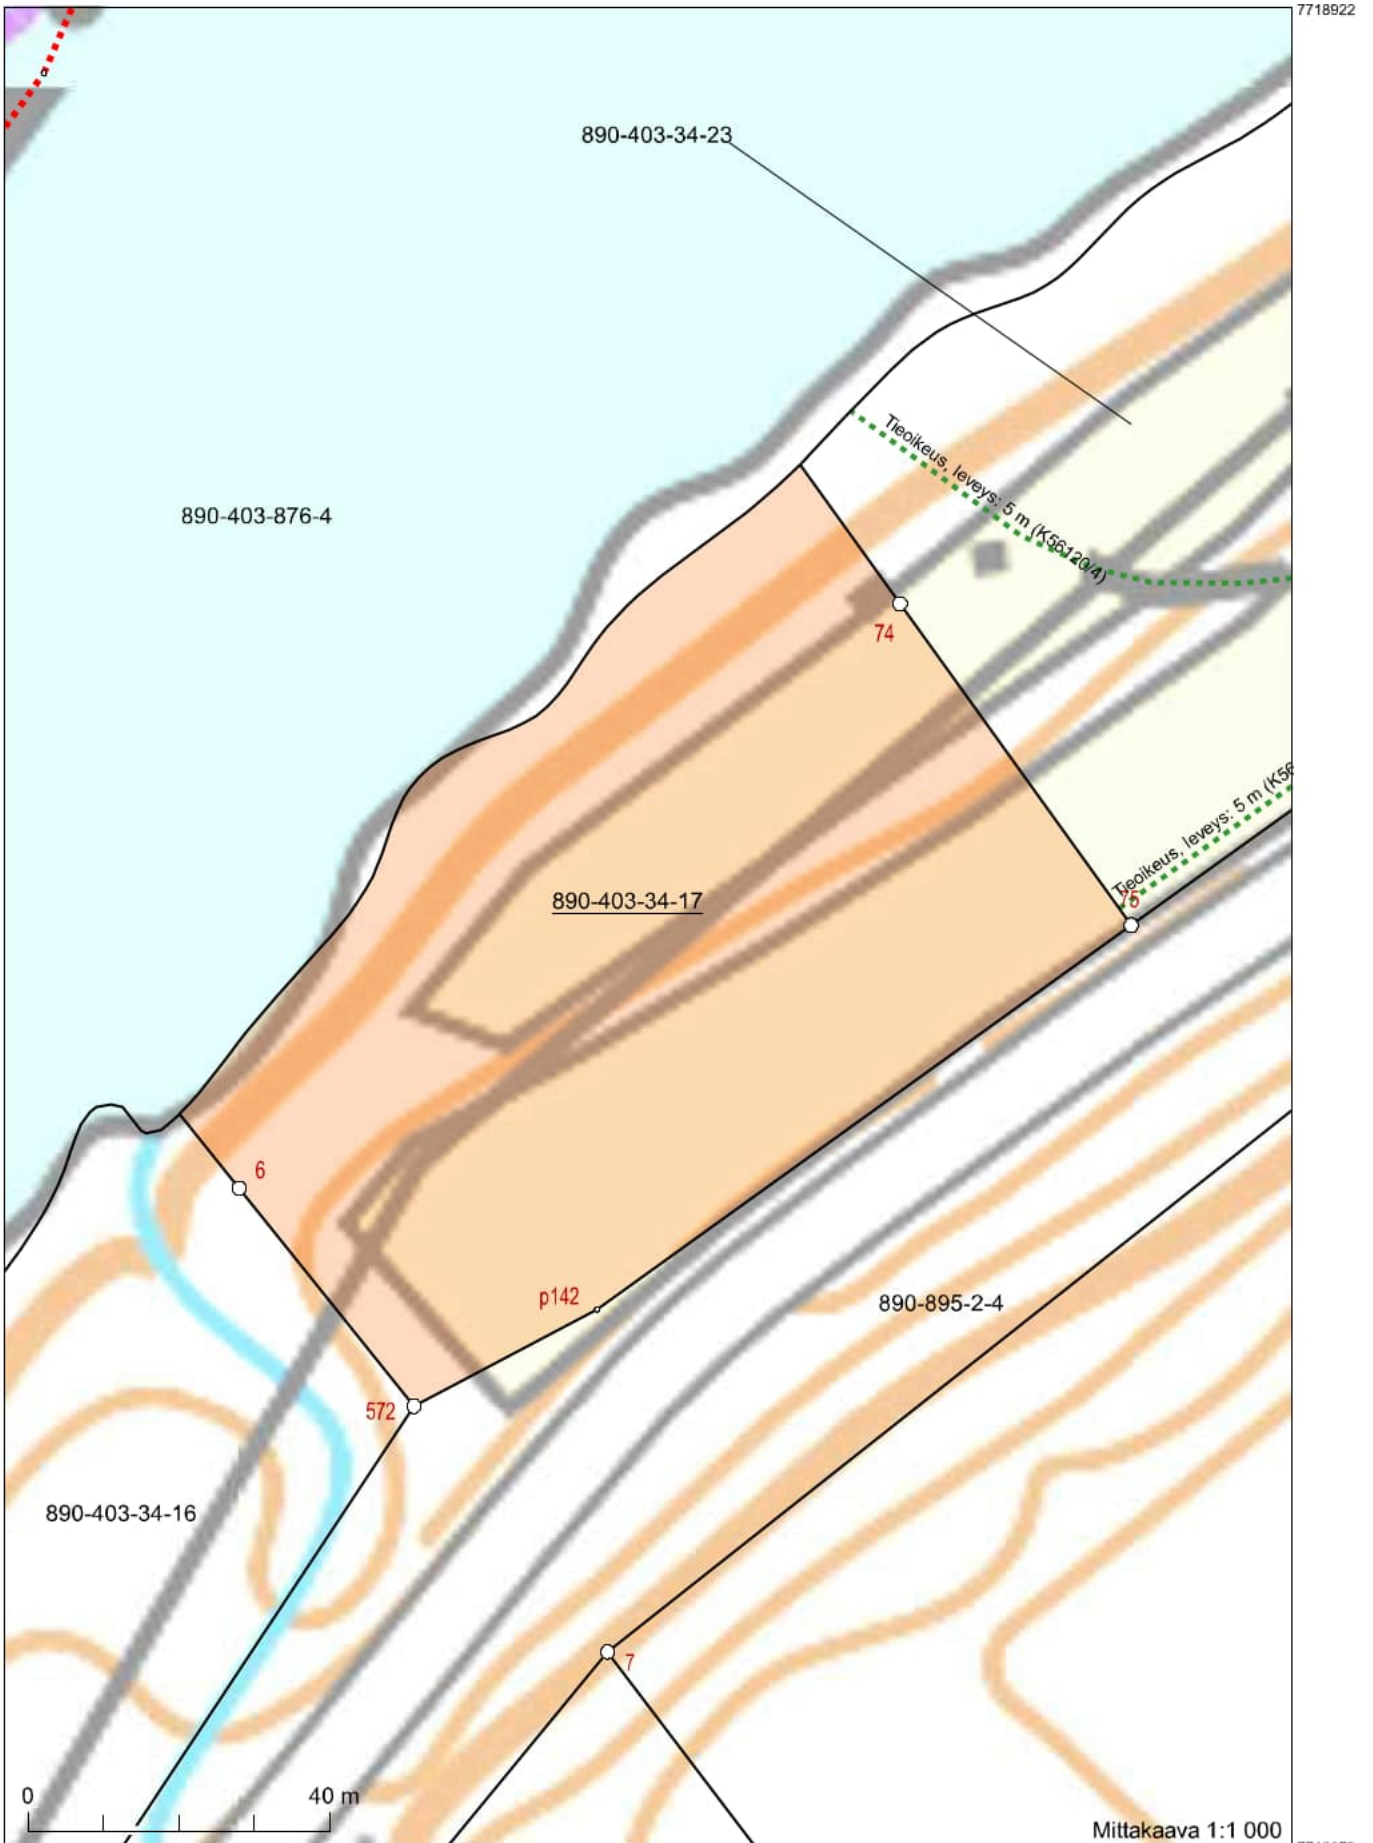 7718922
890-403-34-23
Tieoikeus, leveys: 5 m (K56120/4)
890-403-876-4
74
Tieoikeus, leveys: 5 m (K56
75
890-403-34-17
6
p142
890-895-2-4
572
890-403-34-16
7
0 40 m
Mittakaava 1:1 000